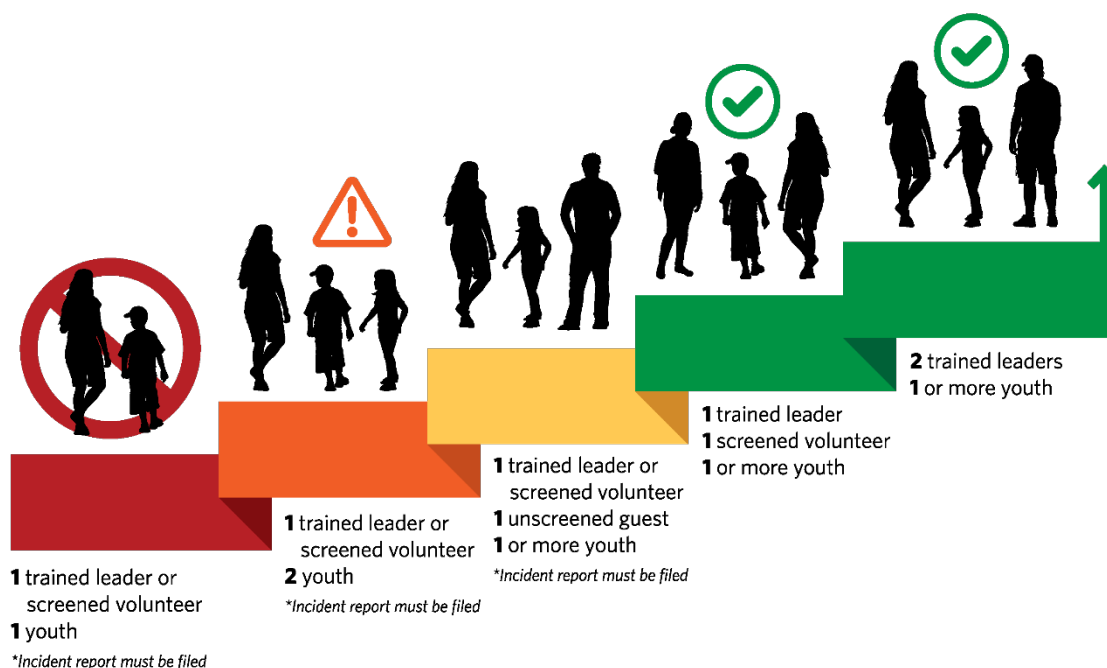 1 trained leader or
screened volunteer
1 youth
*Incident report must be filed
1 trained leader or
screened volunteer
2 youth
*Incident report must be filed
1 trained leader or
screened volunteer
1 unscreened guest
1 or more youth
*Incident report must be filed
1 trained leader
1 screened volunteer
1 or more youth
2 trained leaders
1 or more youth